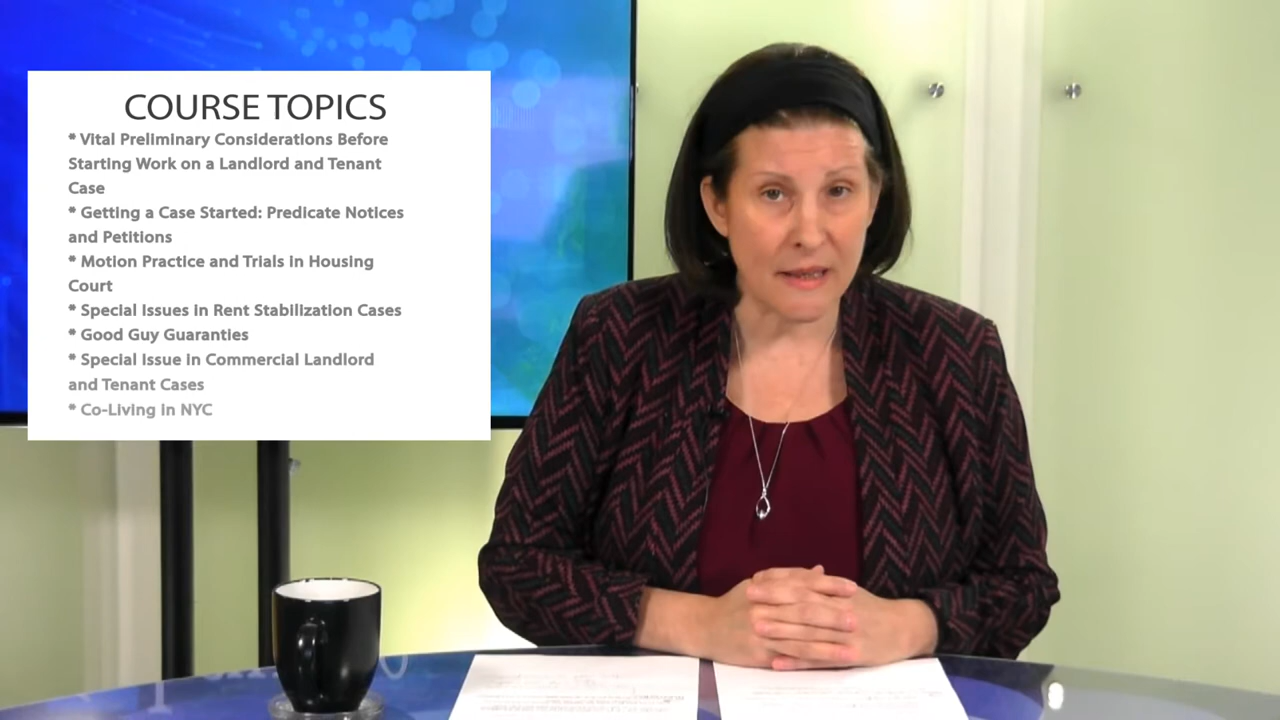 COURSE TOPICS
* Vital Preliminary Considerations Before
Starting Work on a Landlord and Tenant
Case
* Getting a Case Started: Predicate Notices
and Petitions
* Motion Practice and Trials in Housing
Court
* Special Issues in Rent Stabilization Cases
* Good Guy Guaranties
* Special Issue in Commercial Landlord
and Tenant Cases
* Co-Living in NYC